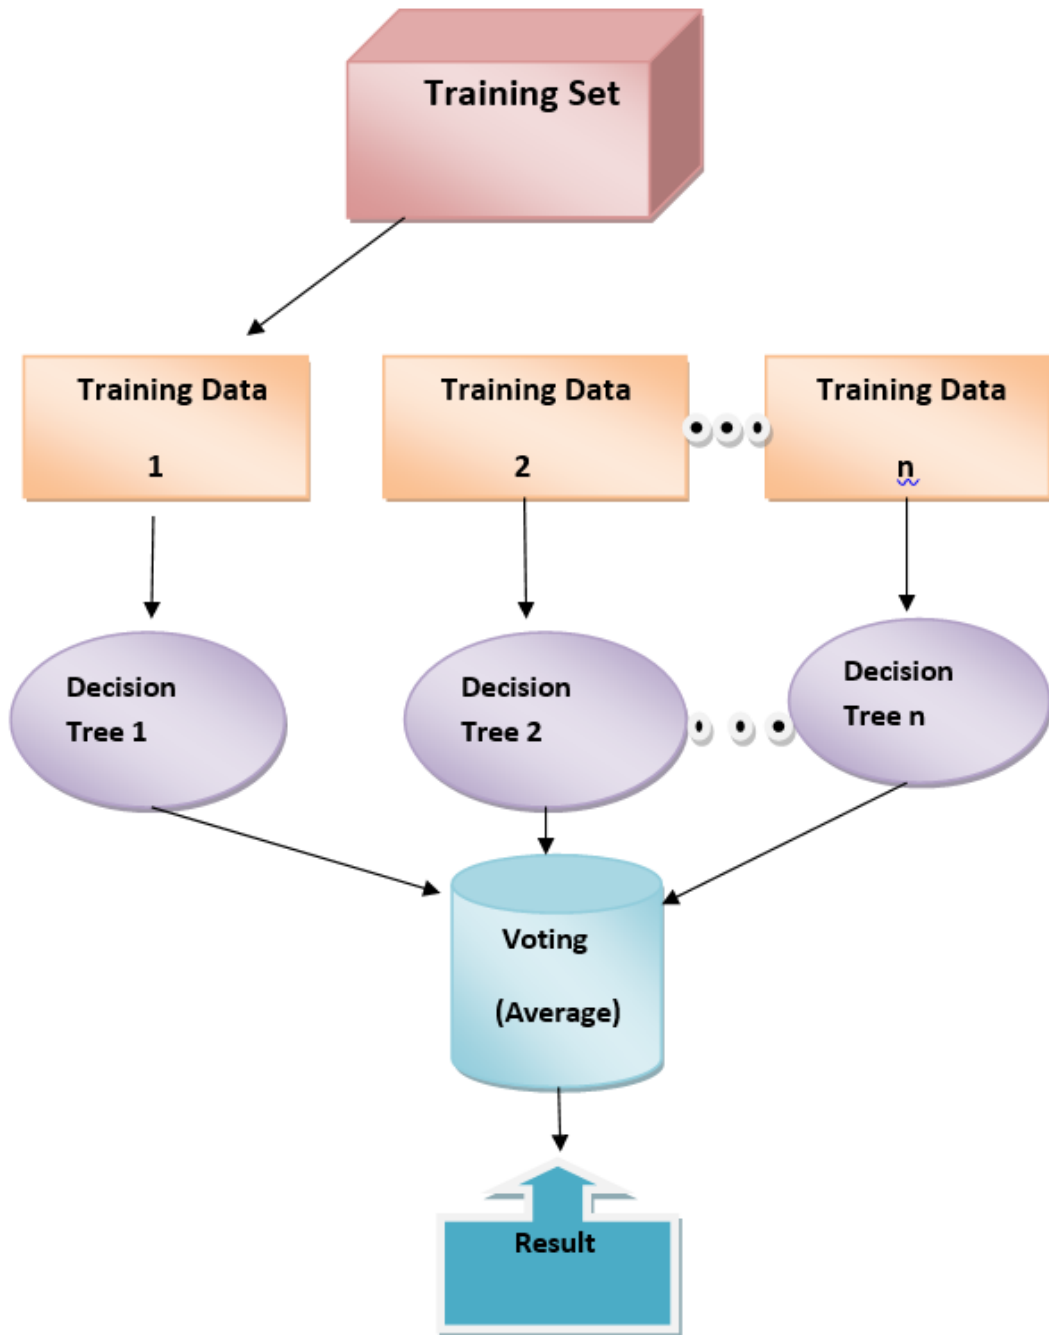 Training Set
Training Data
1
Training Data
2
Training Data
n
Decision
Tree 1
Decision
Tree 2
Decision
Tree n
Voting
(Average)
Result